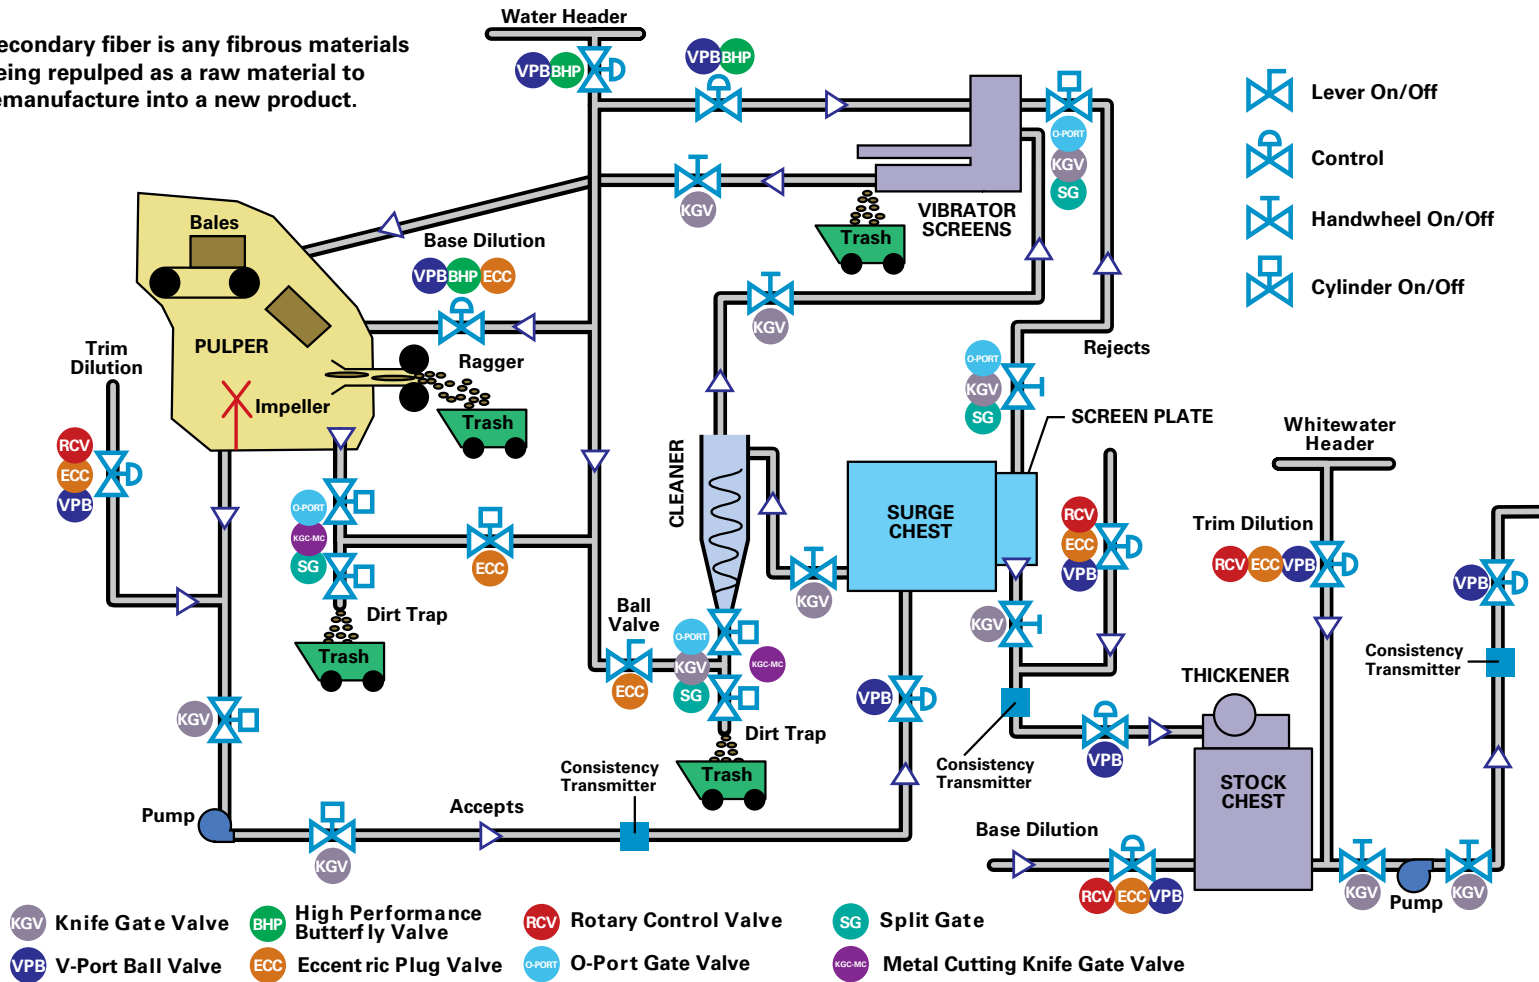 Water Header
econdary fiber is any fibrous materials
eing repulped as a raw material to
emanufacture into a new product.
VPB BHP
VPB BHP
Lever On/Off
Control
Handwheel On/Off
Cylinder On/Off
O-PORT
KGV
SG
KGV
VIBRATOR
SCREENS
Trash
Bales
Base Dilution
VPB BHP ECC
KGV
Trim
Dilution
PULPER
Ragger
Impeller
Trash
Rejects
O-PORT
KGV
SG
SCREEN PLATE
Whitewater
Header
RCV
ECC
VPB
CLEANER
O-PORT
KGC-MC
SG
ECC
SURGE
CHEST
RCV
ECC
VPB
Trim Dilution
RCV ECC VPB
VPB
KGV
Dirt Trap
Trash
Ball
Valve
ECC
O-PORT
KGV
SG
KGC-MC
KGV
Consistency
Transmitter
THICKENER
VPB
KGV
Dirt Trap
Trash
Consistency
Transmitter
VPB
STOCK
CHEST
Consistency
Transmitter
Pump
Accepts
KGV
Base Dilution
RCV ECC VPB
KGV
Pump
KGV
KGV Knife Gate Valve
BHP High Performance
Butterfly Valve
RCV Rotary Control Valve
SG Split Gate
VPB V-Port Ball Valve
ECC Eccentric Plug Valve
O-PORT O-Port Gate Valve
KGC-MC Metal Cutting Knife Gate Valve